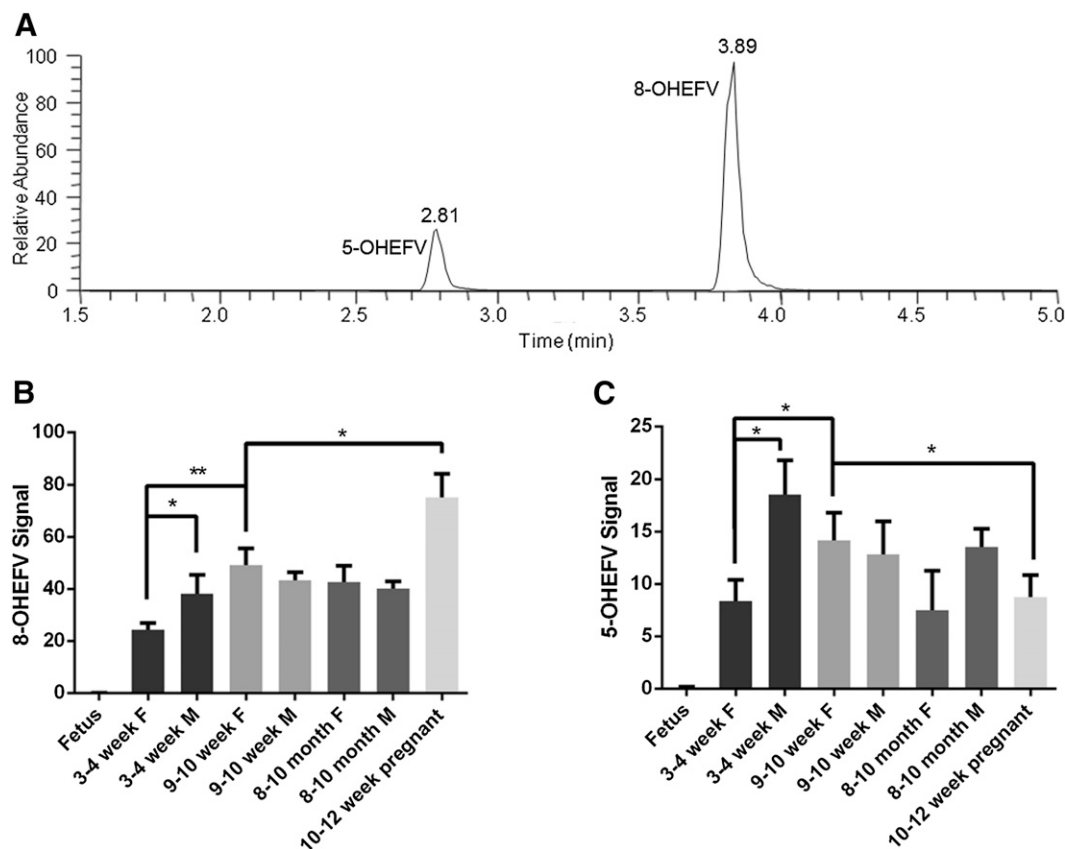 A
Relative Abundance
100
80
60
40
20
0
2.81
5-OHEFV
3.89
8-OHEFV
1.5 2.0 2.5 3.0 3.5 4.0 4.5 5.0
Time (min)
B
8-OHEFV Signal
100
80
60
40
20
0
*
**
*
Fetus
3-4 week F
3-4 week M
9-10 week F
9-10 week M
8-10 month F
8-10 month M
10-12 week pregnant
C
5-OHEFV Signal
25
20
15
10
5
0
*
*
*
Fetus
3-4 week F
3-4 week M
9-10 week F
9-10 week M
8-10 month F
8-10 month M
10-12 week pregnant